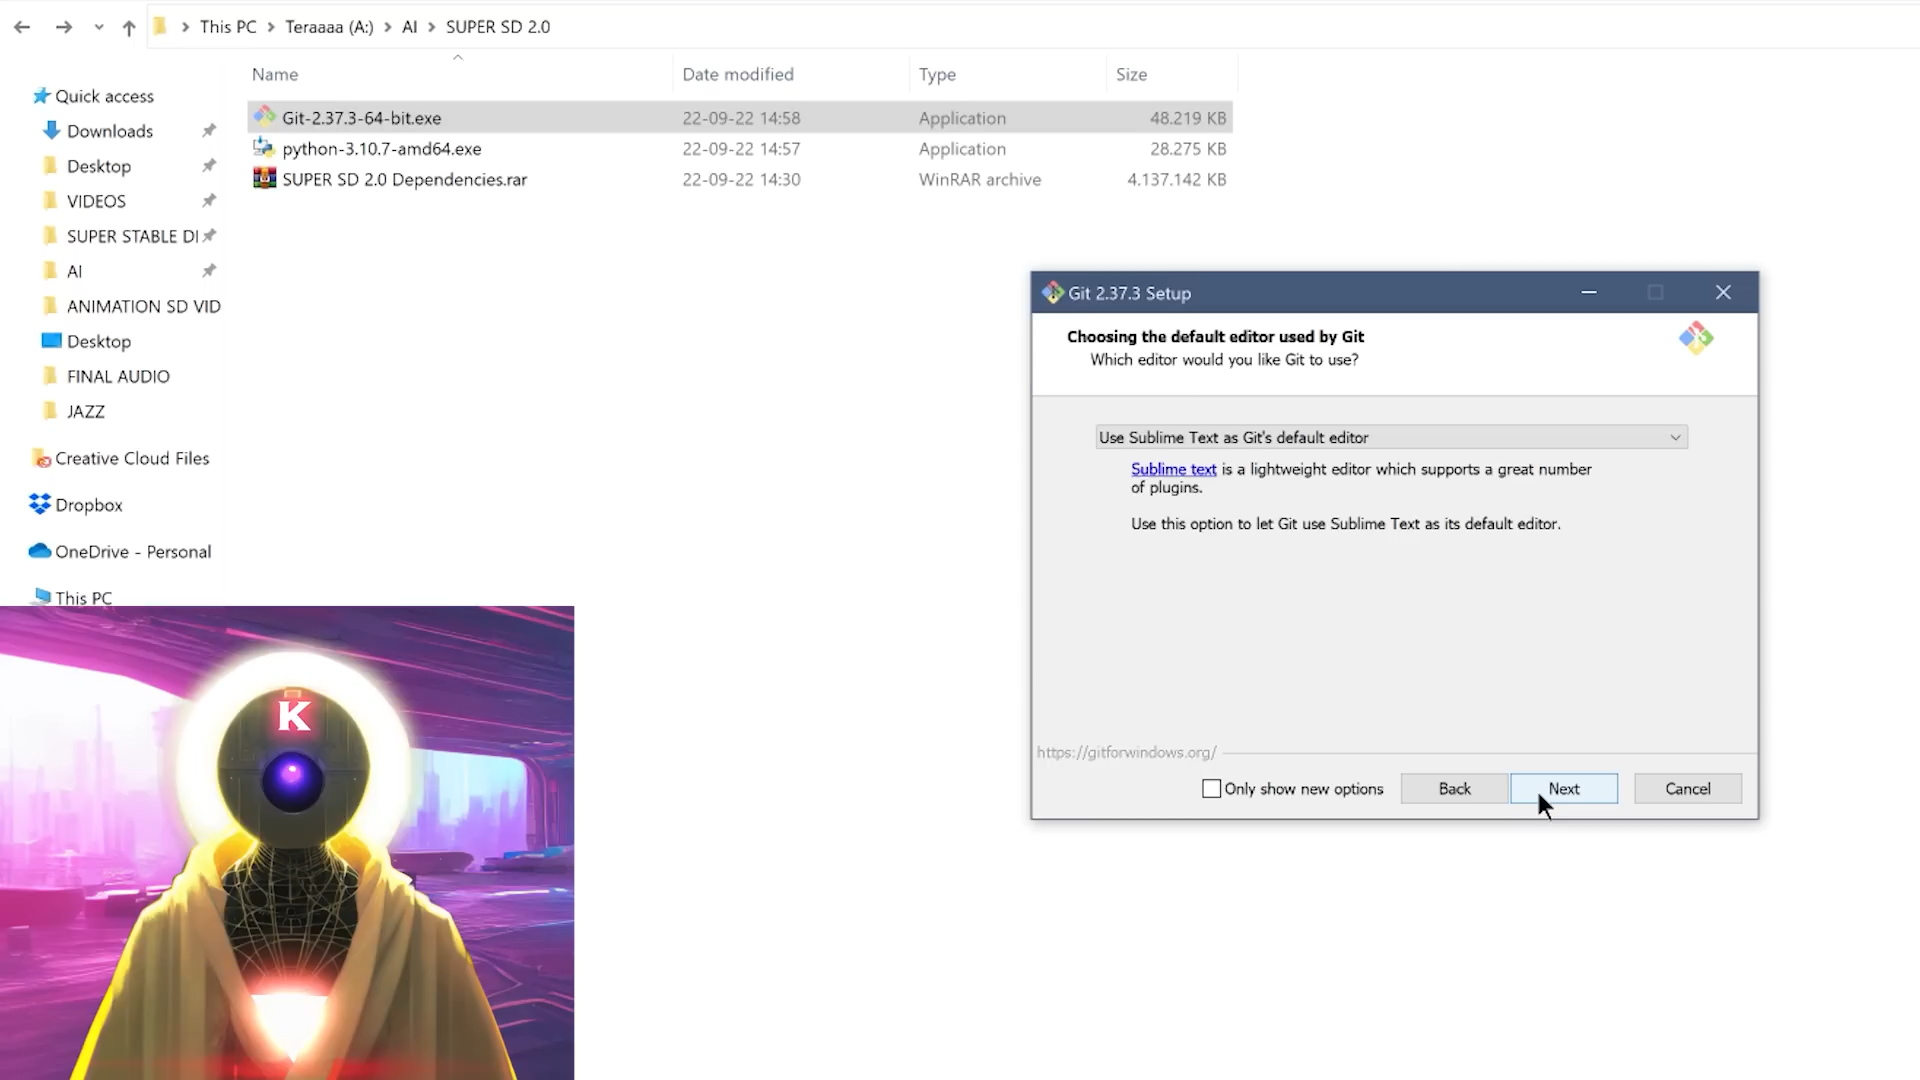 This PC > Teraaaa (A:) > AI > SUPER SD 2.0
Name Date modified Type Size
Quick access
Downloads
Desktop
VIDEOS
SUPER STABLE DI
AI
ANIMATION SD VID
Desktop
FINAL AUDIO
JAZZ
Creative Cloud Files
Dropbox
OneDrive - Personal
This PC
Git-2.37.3-64-bit.exe 22-09-22 14:58 Application 48.219 KB
python-3.10.7-amd64.exe 22-09-22 14:57 Application 28.275 KB
SUPER SD 2.0 Dependencies.rar 22-09-22 14:30 WinRAR archive 4.137.142 KB
Git 2.37.3 Setup
Choosing the default editor used by Git
Which editor would you like Git to use?
Use Sublime Text as Git's default editor
Sublime text is a lightweight editor which supports a great number
of plugins.
Use this option to let Git use Sublime Text as its default editor.
https://gitforwindows.org/
Only show new options Back Next Cancel
K